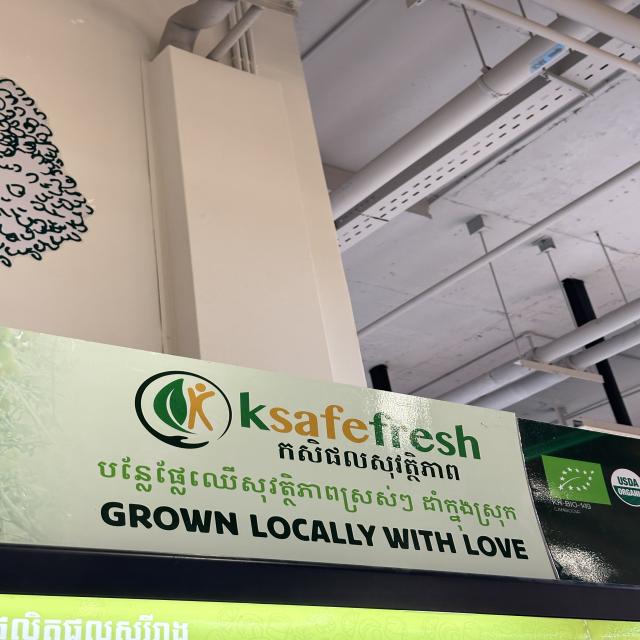 ksafefresh
កសិផលសុវត្ថិភាព
បន្លែផ្លែឈើសុវត្ថិភាពស្រស់ៗ ដាំក្នុងស្រុក
GROWN LOCALLY WITH LOVE
USDA
ORGANIC
CAMBODIA